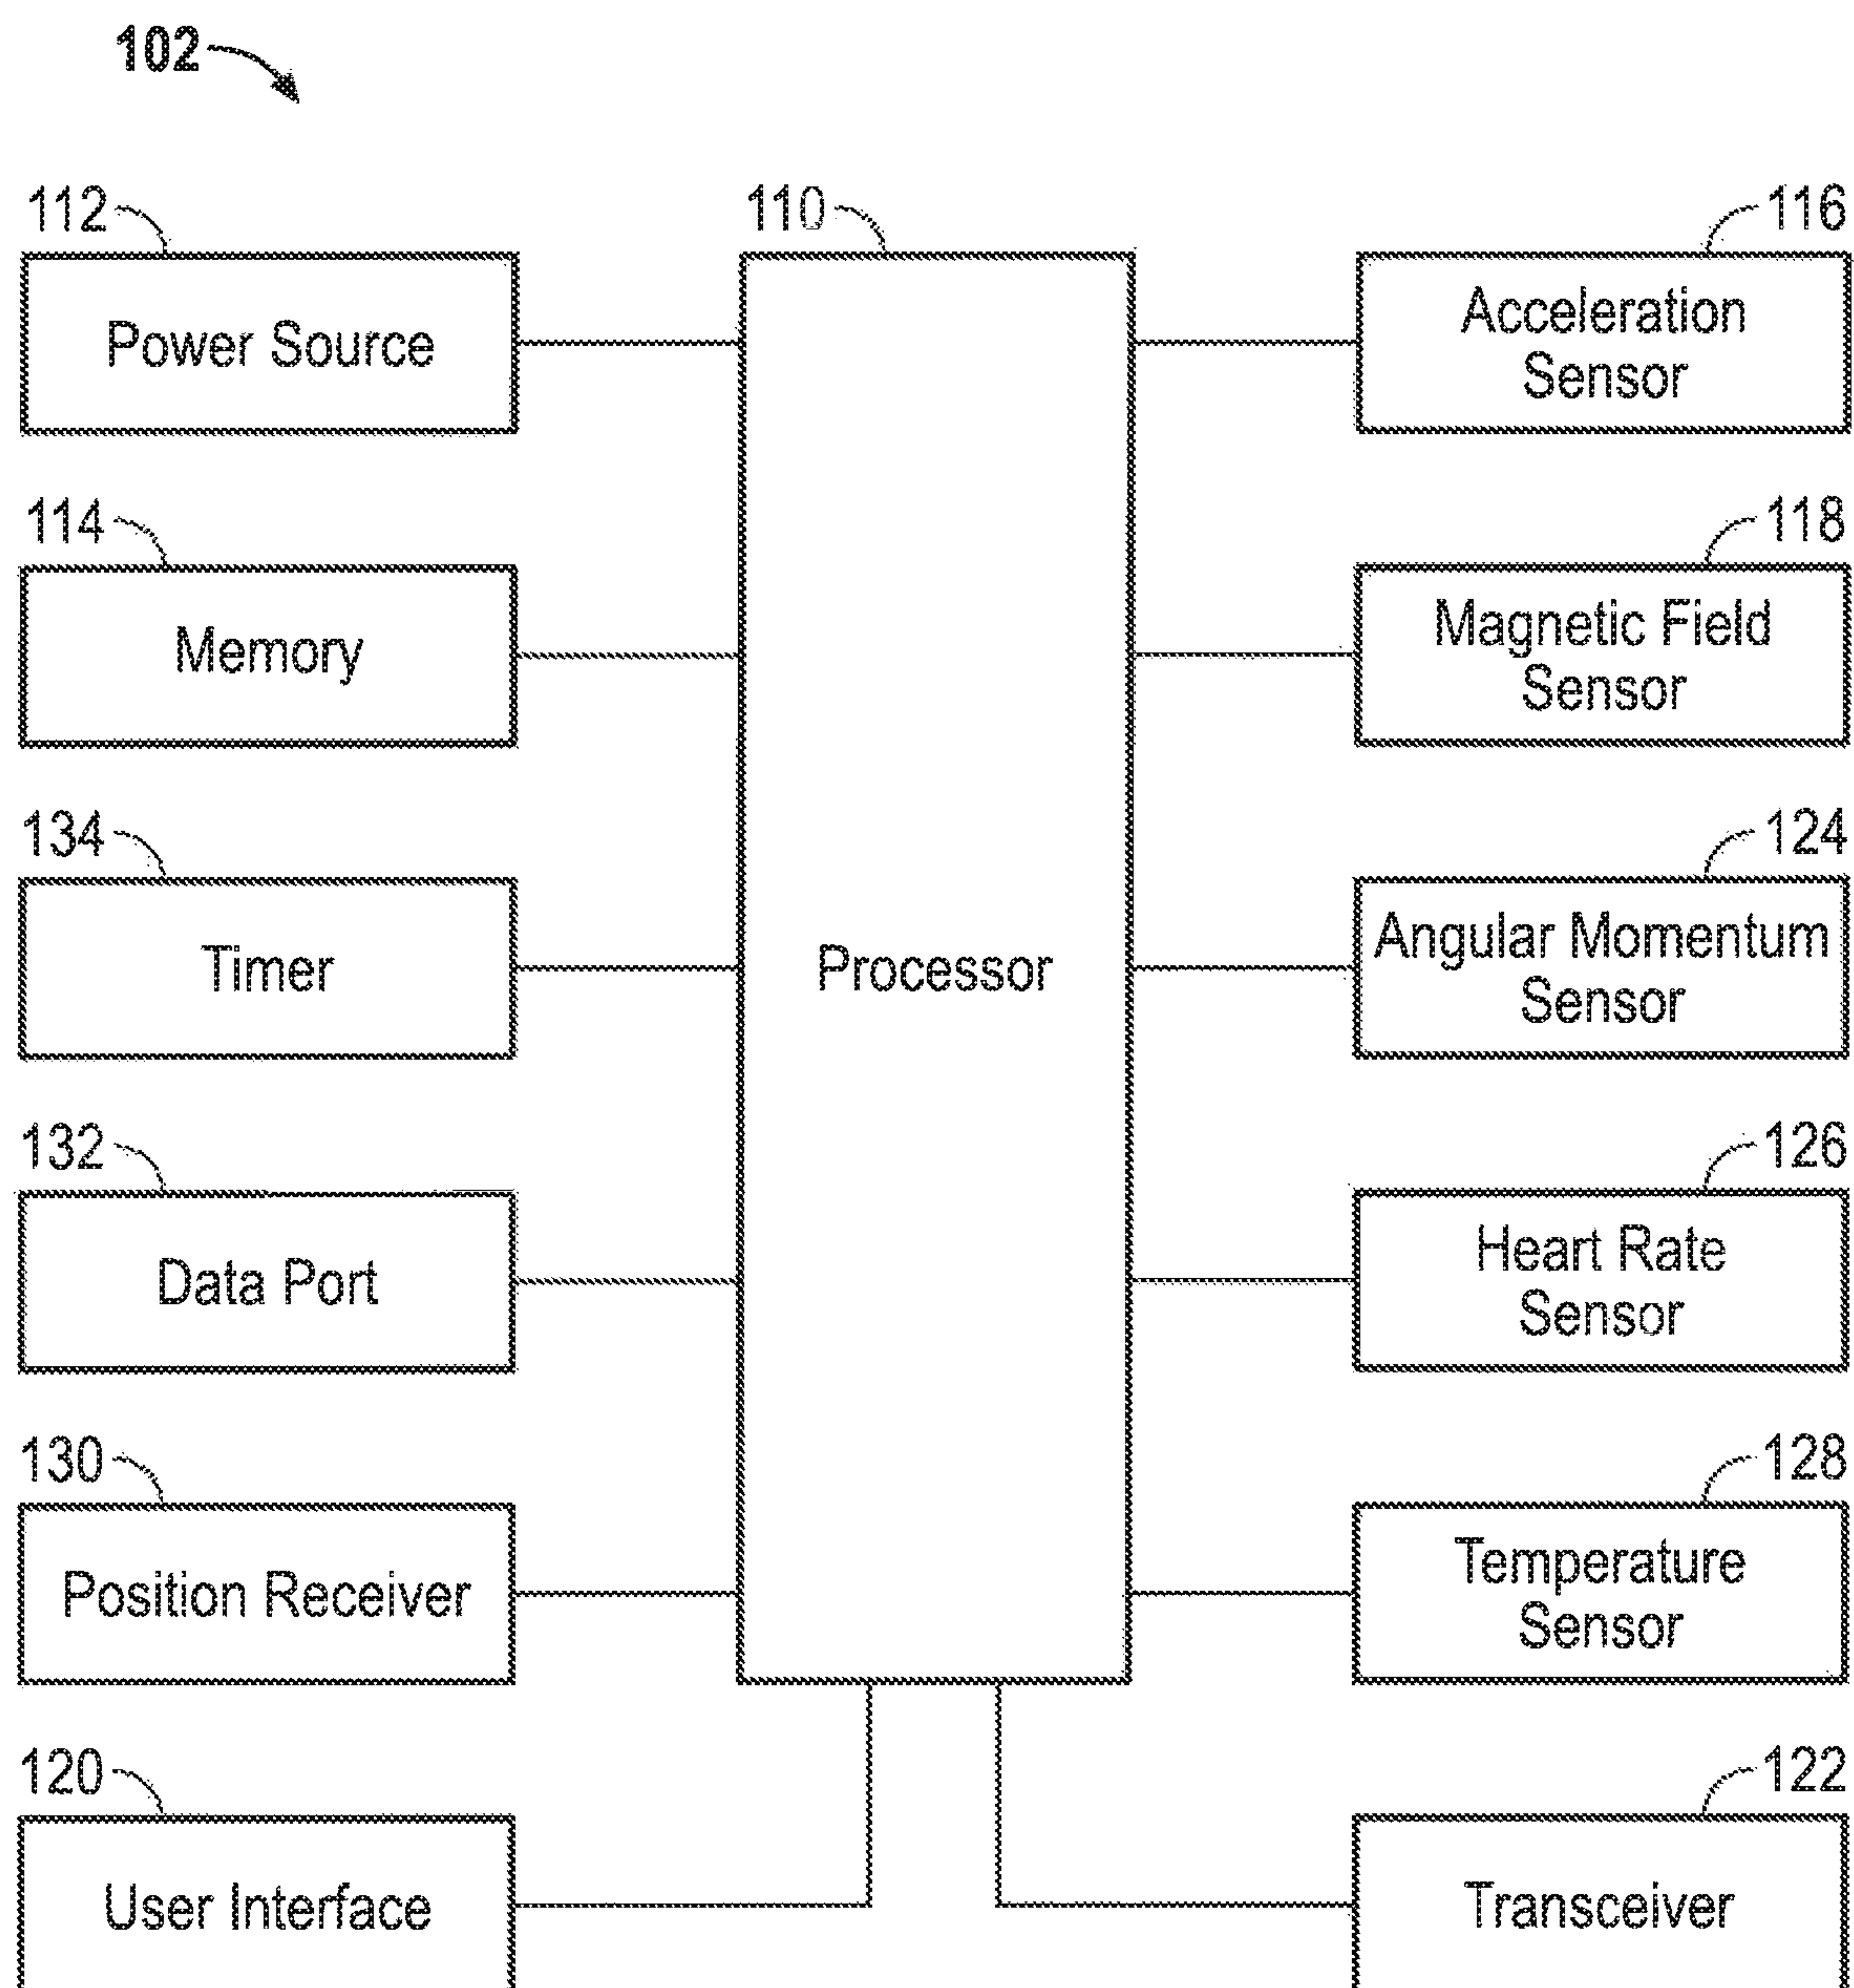 102
112
110
116
Power Source
Acceleration
Sensor
114
118
Memory
Magnetic Field
Sensor
134
124
Timer
Processor
Angular Momentum
Sensor
132
126
Data Port
Heart Rate
Sensor
130
128
Position Receiver
Temperature
Sensor
120
122
User Interface
Transceiver